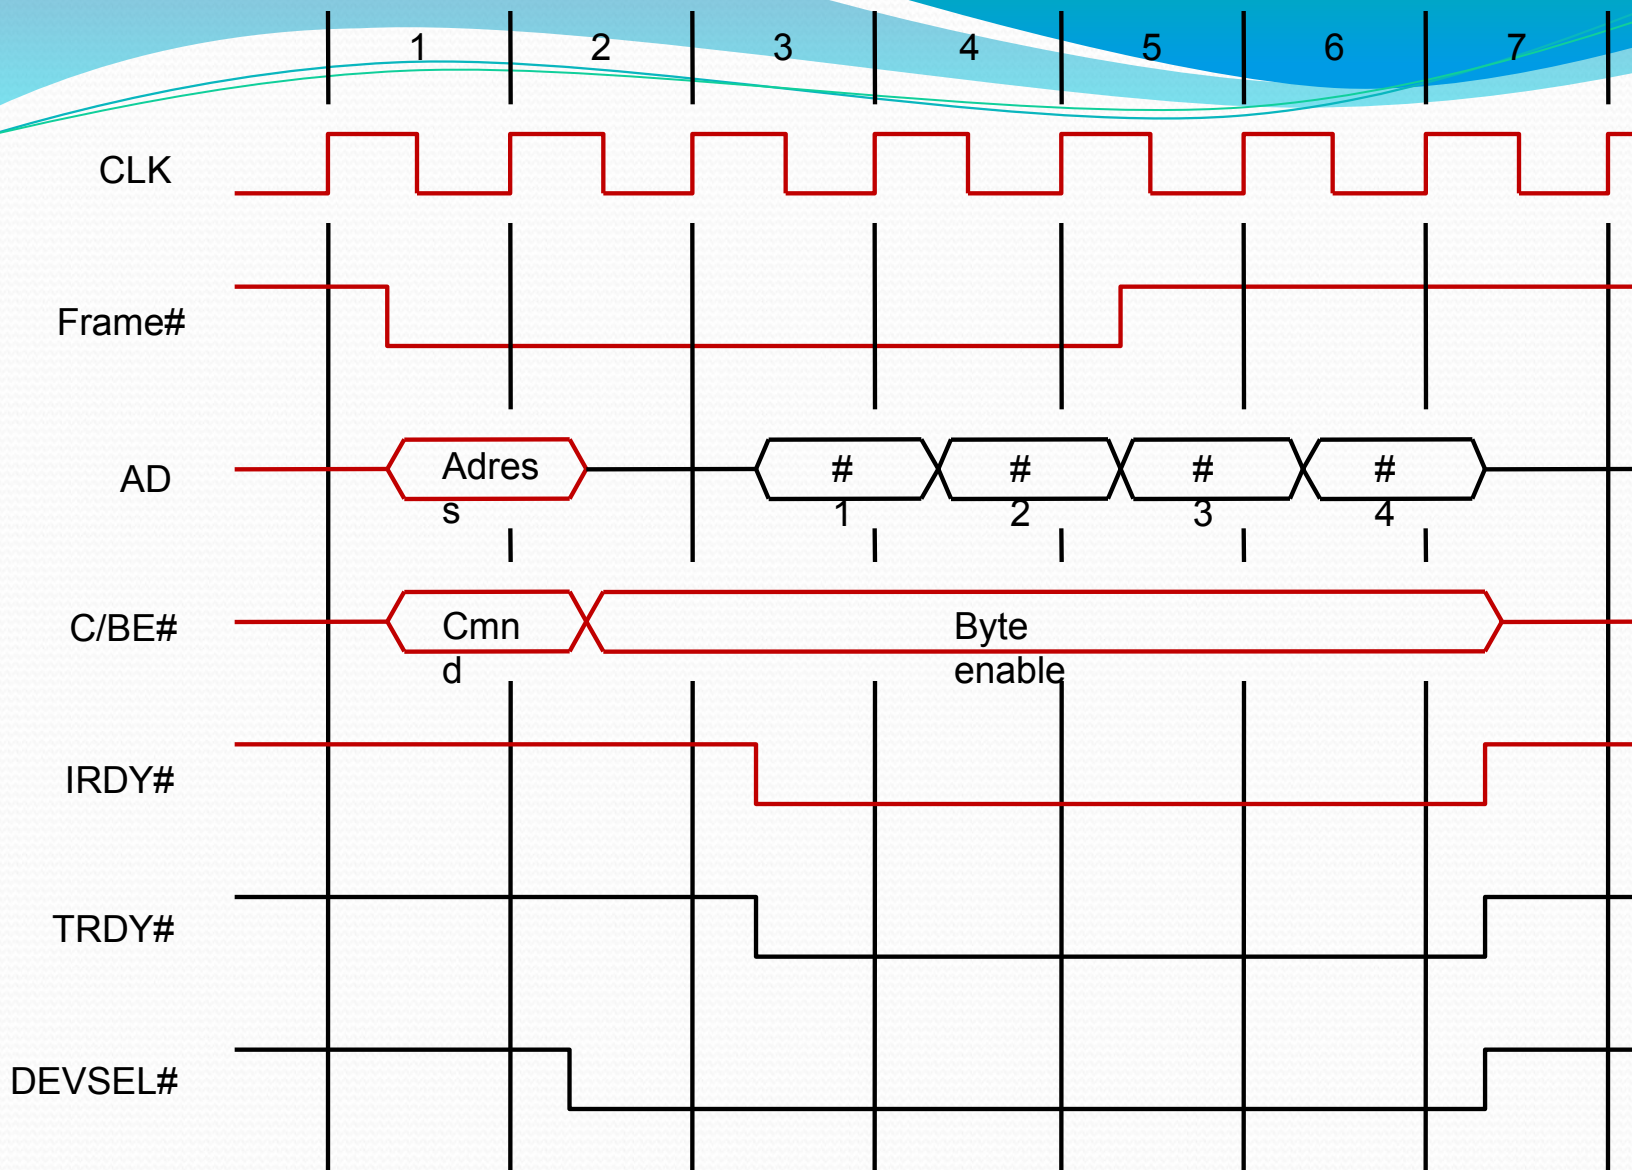 1 2 3 4 5 6 7
CLK
Frame#
AD
Adres
s
#
1
#
2
#
3
#
4
C/BE#
Cmn
d
Byte
enable
IRDY#
TRDY#
DEVSEL#